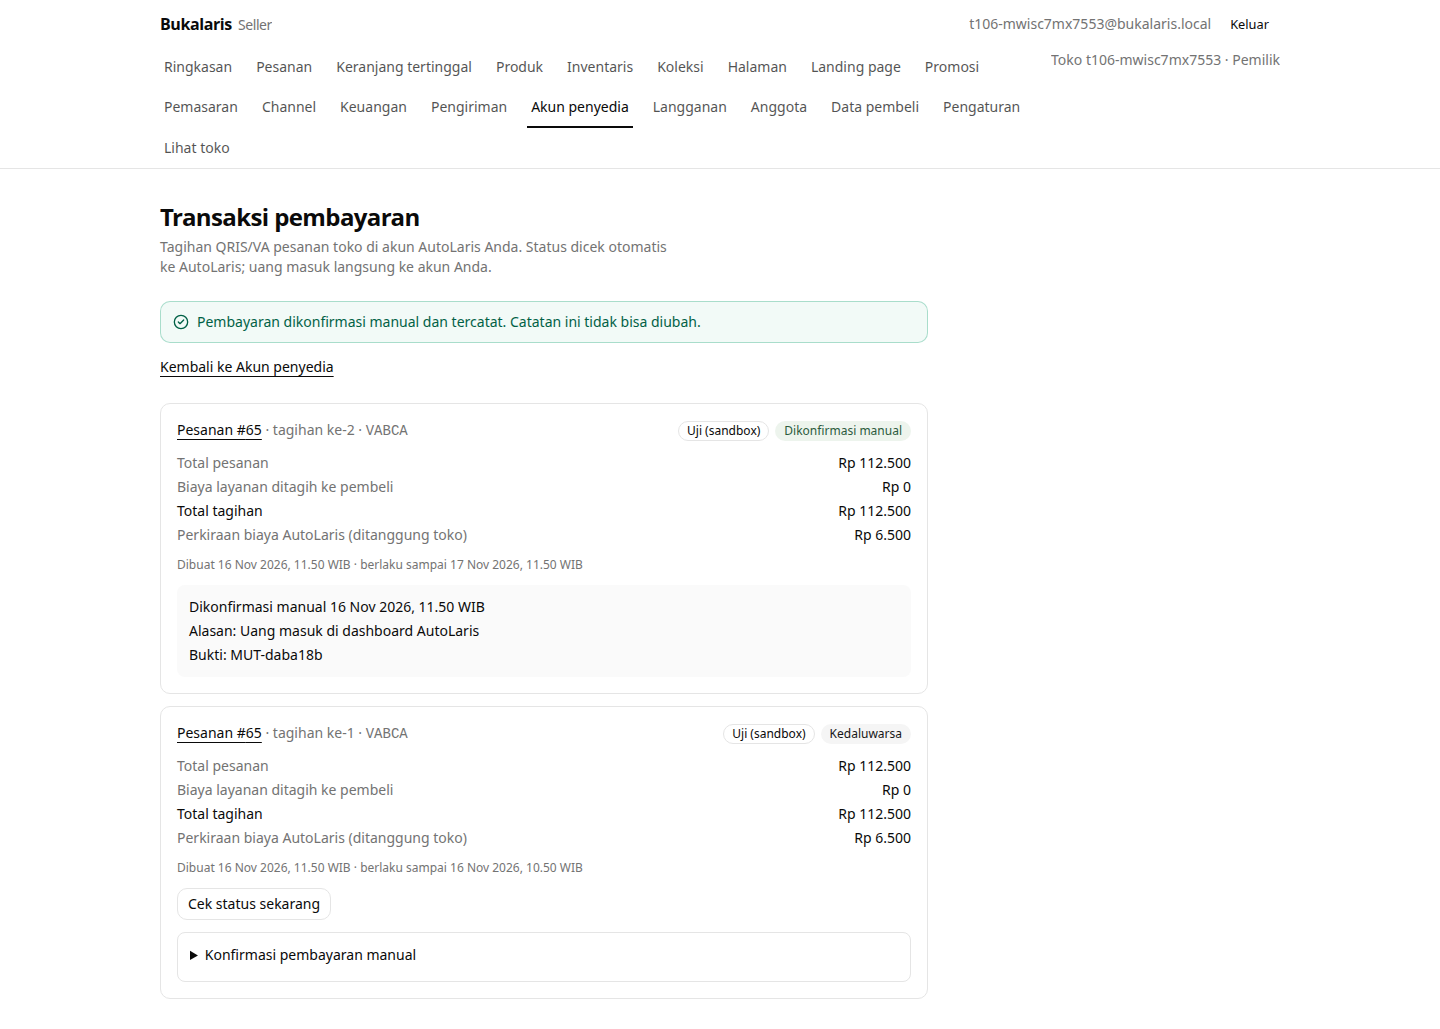 Bukalaris Seller
t106-mwisc7mx7553@bukalaris.local Keluar
Ringkasan Pesanan Keranjang tertinggal Produk Inventaris Koleksi Halaman Landing page Promosi
Toko t106-mwisc7mx7553 · Pemilik
Pemasaran Channel Keuangan Pengiriman Akun penyedia Langganan Anggota Data pembeli Pengaturan
Lihat toko
Transaksi pembayaran
Tagihan QRIS/VA pesanan toko di akun AutoLaris Anda. Status dicek otomatis
ke AutoLaris; uang masuk langsung ke akun Anda.
Pembayaran dikonfirmasi manual dan tercatat. Catatan ini tidak bisa diubah.
Kembali ke Akun penyedia
Pesanan #65 · tagihan ke-2 · VABCA Uji (sandbox) Dikonfirmasi manual
Total pesanan Rp 112.500
Biaya layanan ditagih ke pembeli Rp 0
Total tagihan Rp 112.500
Perkiraan biaya AutoLaris (ditanggung toko) Rp 6.500
Dibuat 16 Nov 2026, 11.50 WIB · berlaku sampai 17 Nov 2026, 11.50 WIB
Dikonfirmasi manual 16 Nov 2026, 11.50 WIB
Alasan: Uang masuk di dashboard AutoLaris
Bukti: MUT-daba18b
Pesanan #65 · tagihan ke-1 · VABCA Uji (sandbox) Kedaluwarsa
Total pesanan Rp 112.500
Biaya layanan ditagih ke pembeli Rp 0
Total tagihan Rp 112.500
Perkiraan biaya AutoLaris (ditanggung toko) Rp 6.500
Dibuat 16 Nov 2026, 11.50 WIB · berlaku sampai 16 Nov 2026, 10.50 WIB
Cek status sekarang
Konfirmasi pembayaran manual